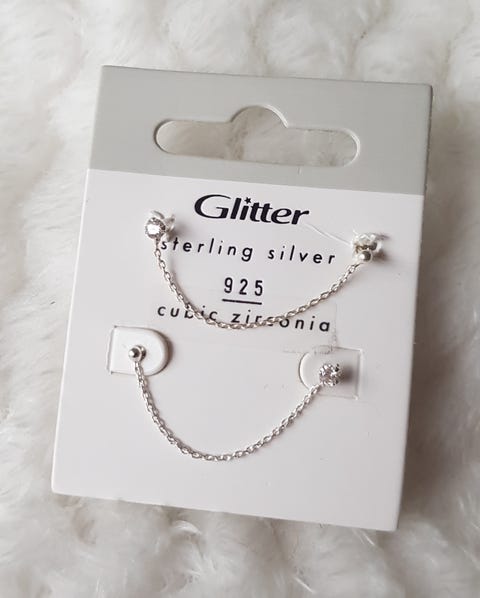 Glitter
sterling silver
925
cubic zirconia